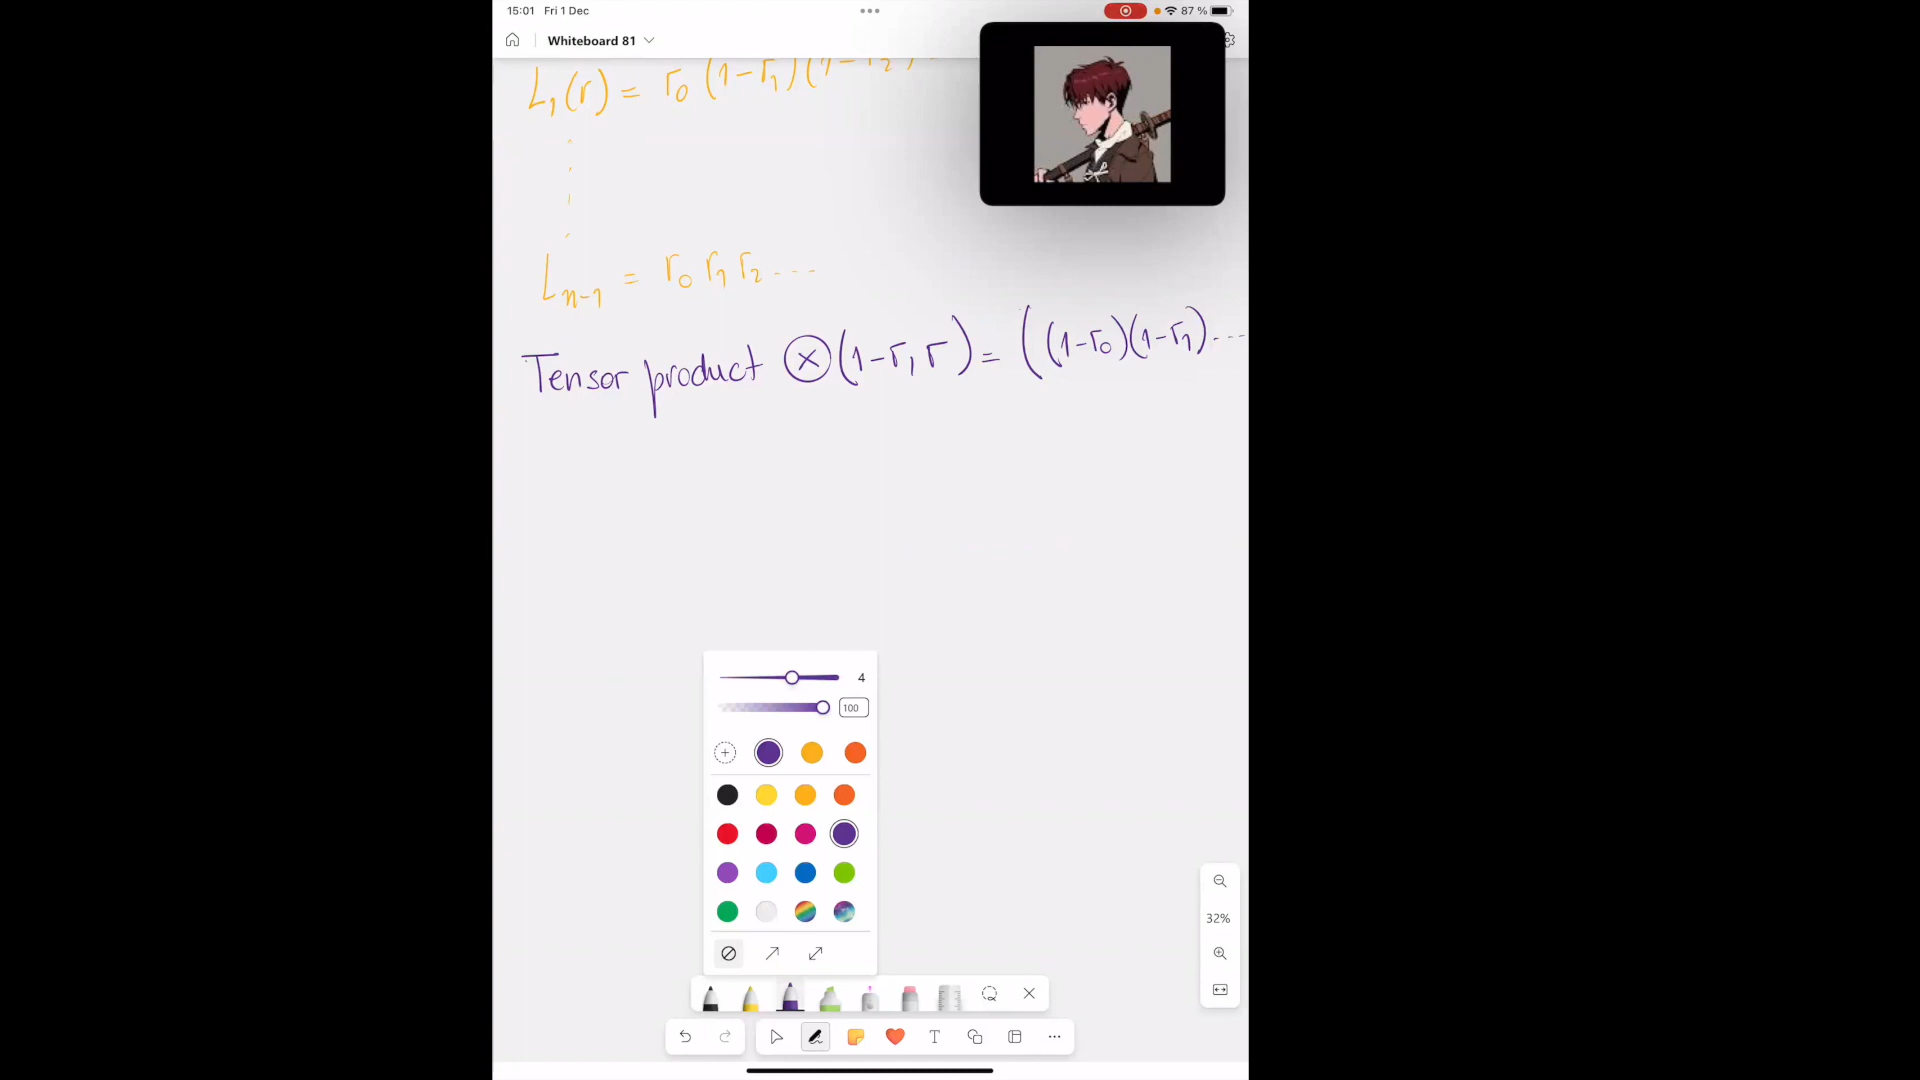 15:01 Fri 1 Dec 87 %
Whiteboard 81
L₁(r) = r₀ (1-r₁)(1-r₂)
Lₙ₋₁ = r₀ r₁ r₂ ...
Tensor product ⊗(1-r, r) = ((1-r₀)(1-r₁)...
4
100
32%